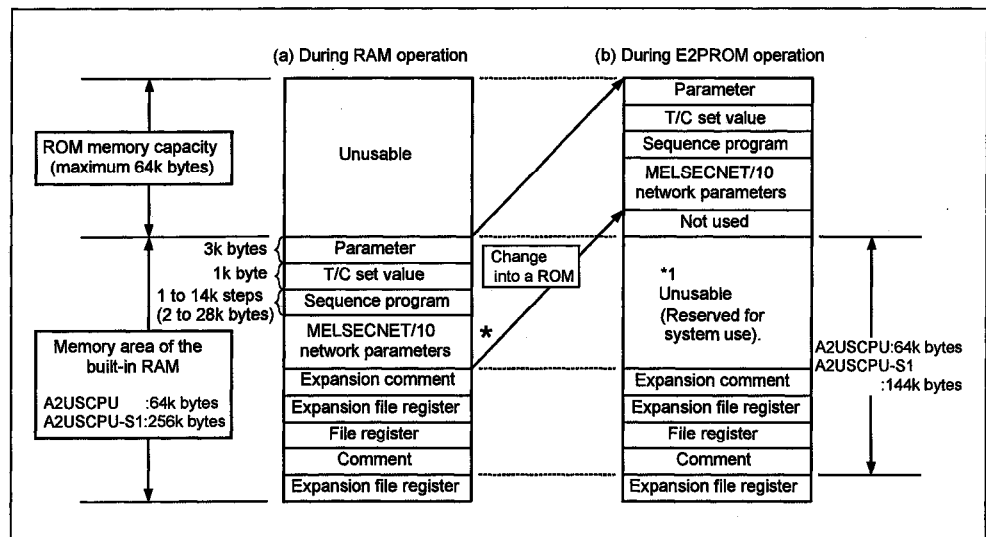 (a) During RAM operation
(b) During E2PROM operation
ROM memory capacity
(maximum 64k bytes)
Unusable
Parameter
T/C set value
Sequence program
MELSECNET/10
network parameters
Not used
3k bytes
1k byte
1 to 14k steps
(2 to 28k bytes)
Memory area of the
built-in RAM
A2USCPU :64k bytes
A2USCPU-S1:256k bytes
Parameter
T/C set value
Sequence program
MELSECNET/10
network parameters
Expansion comment
Expansion file register
File register
Comment
Expansion file register
*
Change
into a ROM
*1
Unusable
(Reserved for
system use).
Expansion comment
Expansion file register
File register
Comment
Expansion file register
A2USCPU:64k bytes
A2USCPU-S1
:144k bytes